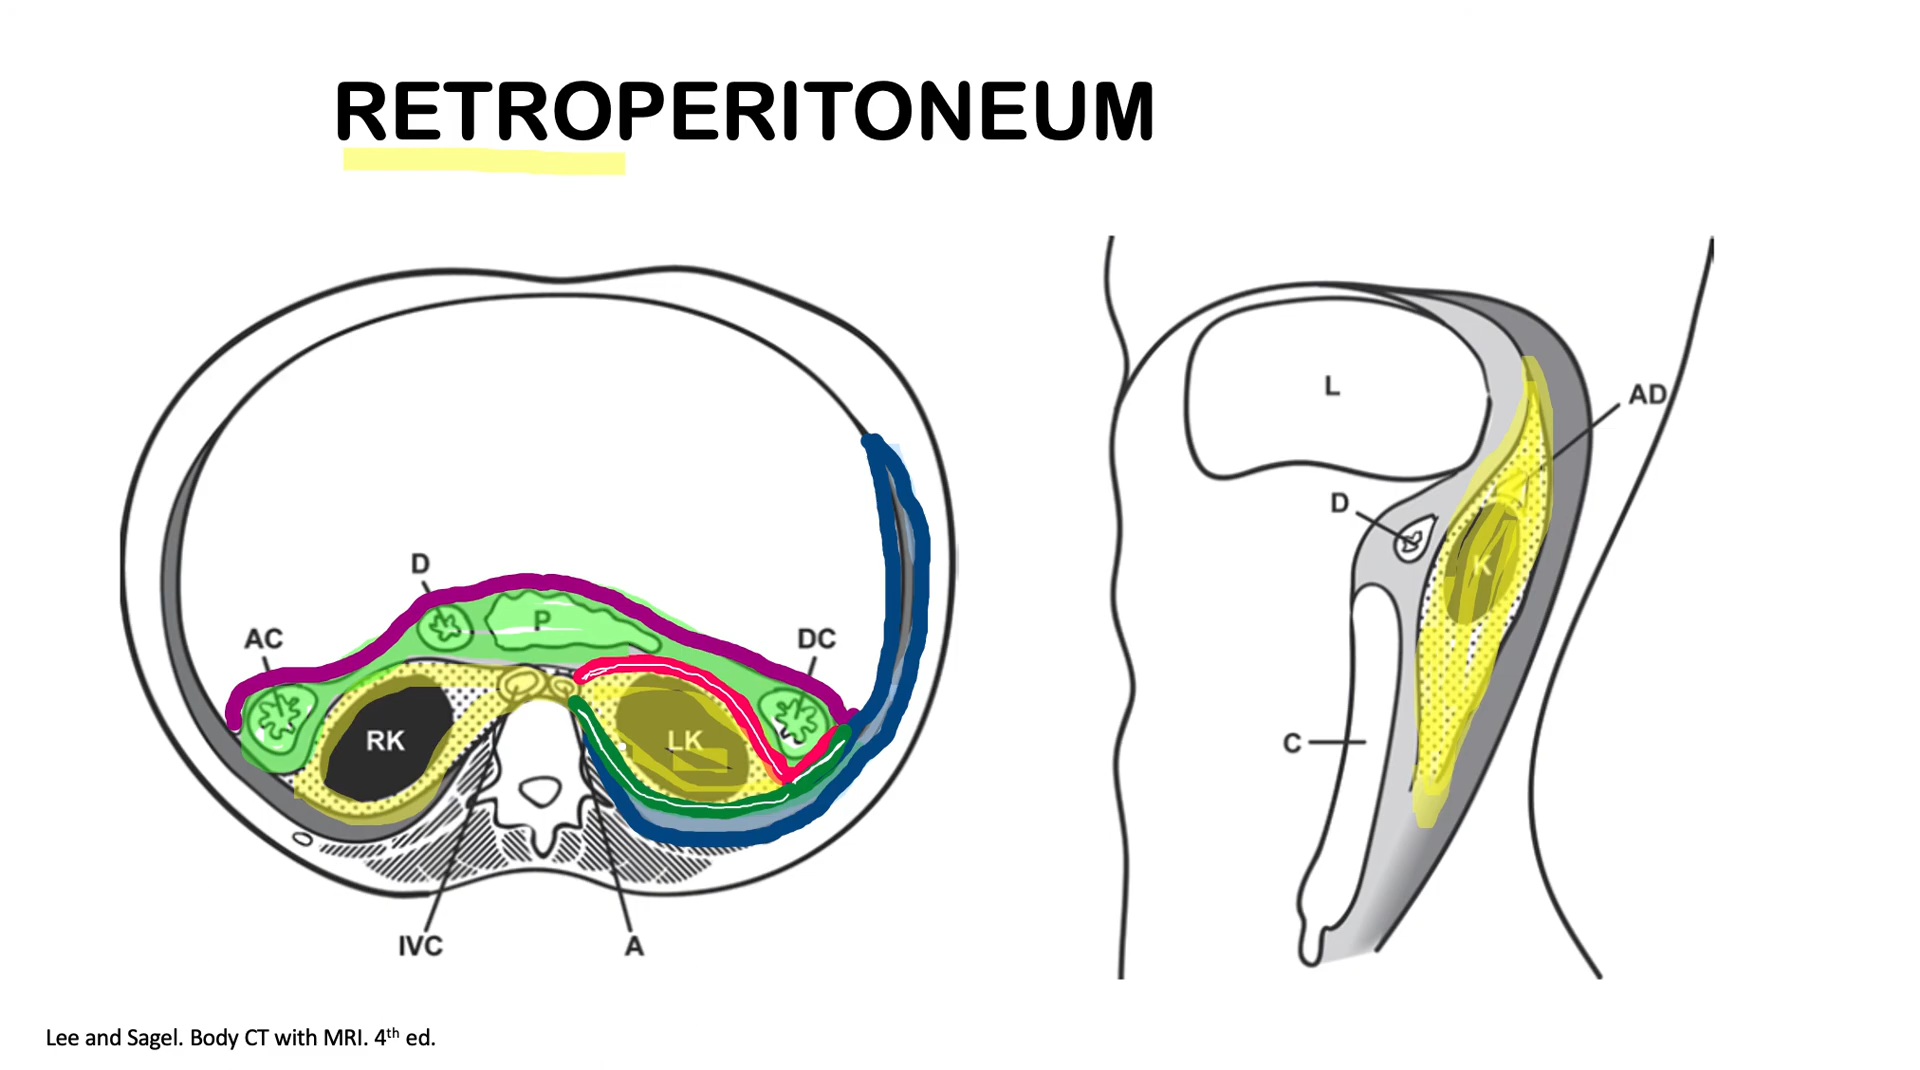 RETROPERITONEUM
D
P
AC
DC
RK
LK
IVC
A
L
AD
D
K
C
Lee and Sagel. Body CT with MRI. 4th ed.